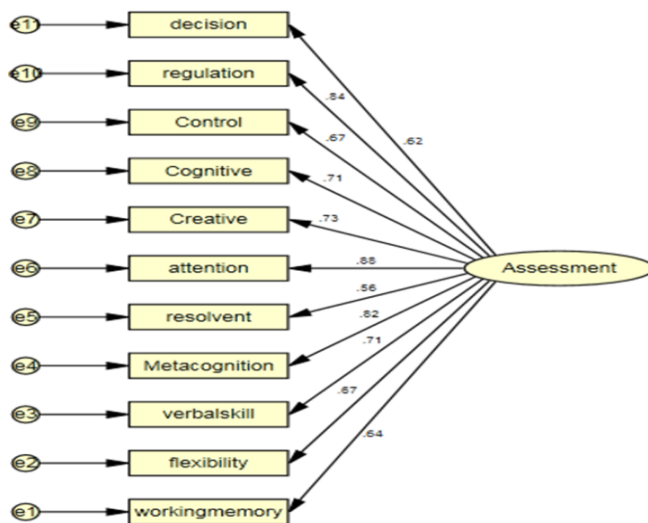 e11 decision
e10 regulation
.84
.62
e9 Control
.67
e8 Cognitive
.71
e7 Creative
.73
e6 attention
.88
Assessment
.56
e5 resolvent
.82
e4 Metacognition
.71
e3 verbalskill
.67
e2 flexibility
.64
e1 workingmemory